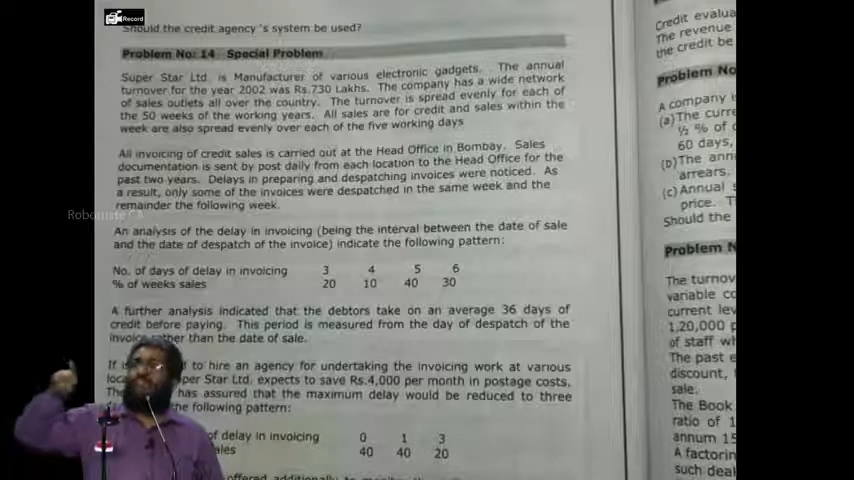 Record
Should the credit agency's system be used?
Problem No: 14 Special Problem
Super Star Ltd. is Manufacturer of various electronic gadgets. The annual
turnover for the year 2002 was Rs.730 Lakhs. The company has a wide network
of sales outlets all over the country. The turnover is spread evenly for each of
the 50 weeks of the working years. All sales are for credit and sales within the
week are also spread evenly over each of the five working days
All invoicing of credit sales is carried out at the Head Office in Bombay. Sales
documentation is sent by post daily from each location to the Head Office for the
past two years. Delays in preparing and despatching invoices were noticed. As
a result, only some of the invoices were despatched in the same week and the
remainder the following week.
An analysis of the delay in invoicing (being the interval between the date of sale
and the date of despatch of the invoice) indicate the following pattern:
No. of days of delay in invoicing 3 4 5 6
% of weeks sales 20 10 40 30
A further analysis indicated that the debtors take on an average 36 days of
credit before paying. This period is measured from the day of despatch of the
invoice rather than the date of sale.
If is to hire an agency for undertaking the invoicing work at various
Super Star Ltd. expects to save Rs.4,000 per month in postage costs.
The has assured that the maximum delay would be reduced to three
the following pattern:
of delay in invoicing 0 1 3
sales 40 40 20
offered additionally to
Credit evalua
The revenue
the credit be
Problem No
A company i
(a) The curre
½ % of
60 days,
(b) The ann
arrears.
(c) Annual s
price. T
Should the
Problem N
The turnov
variable co
current lev
1,20,000 p
of staff wh
The past e
discount,
sale.
The Book
ratio of 1
annum 15
A factorin
such deal